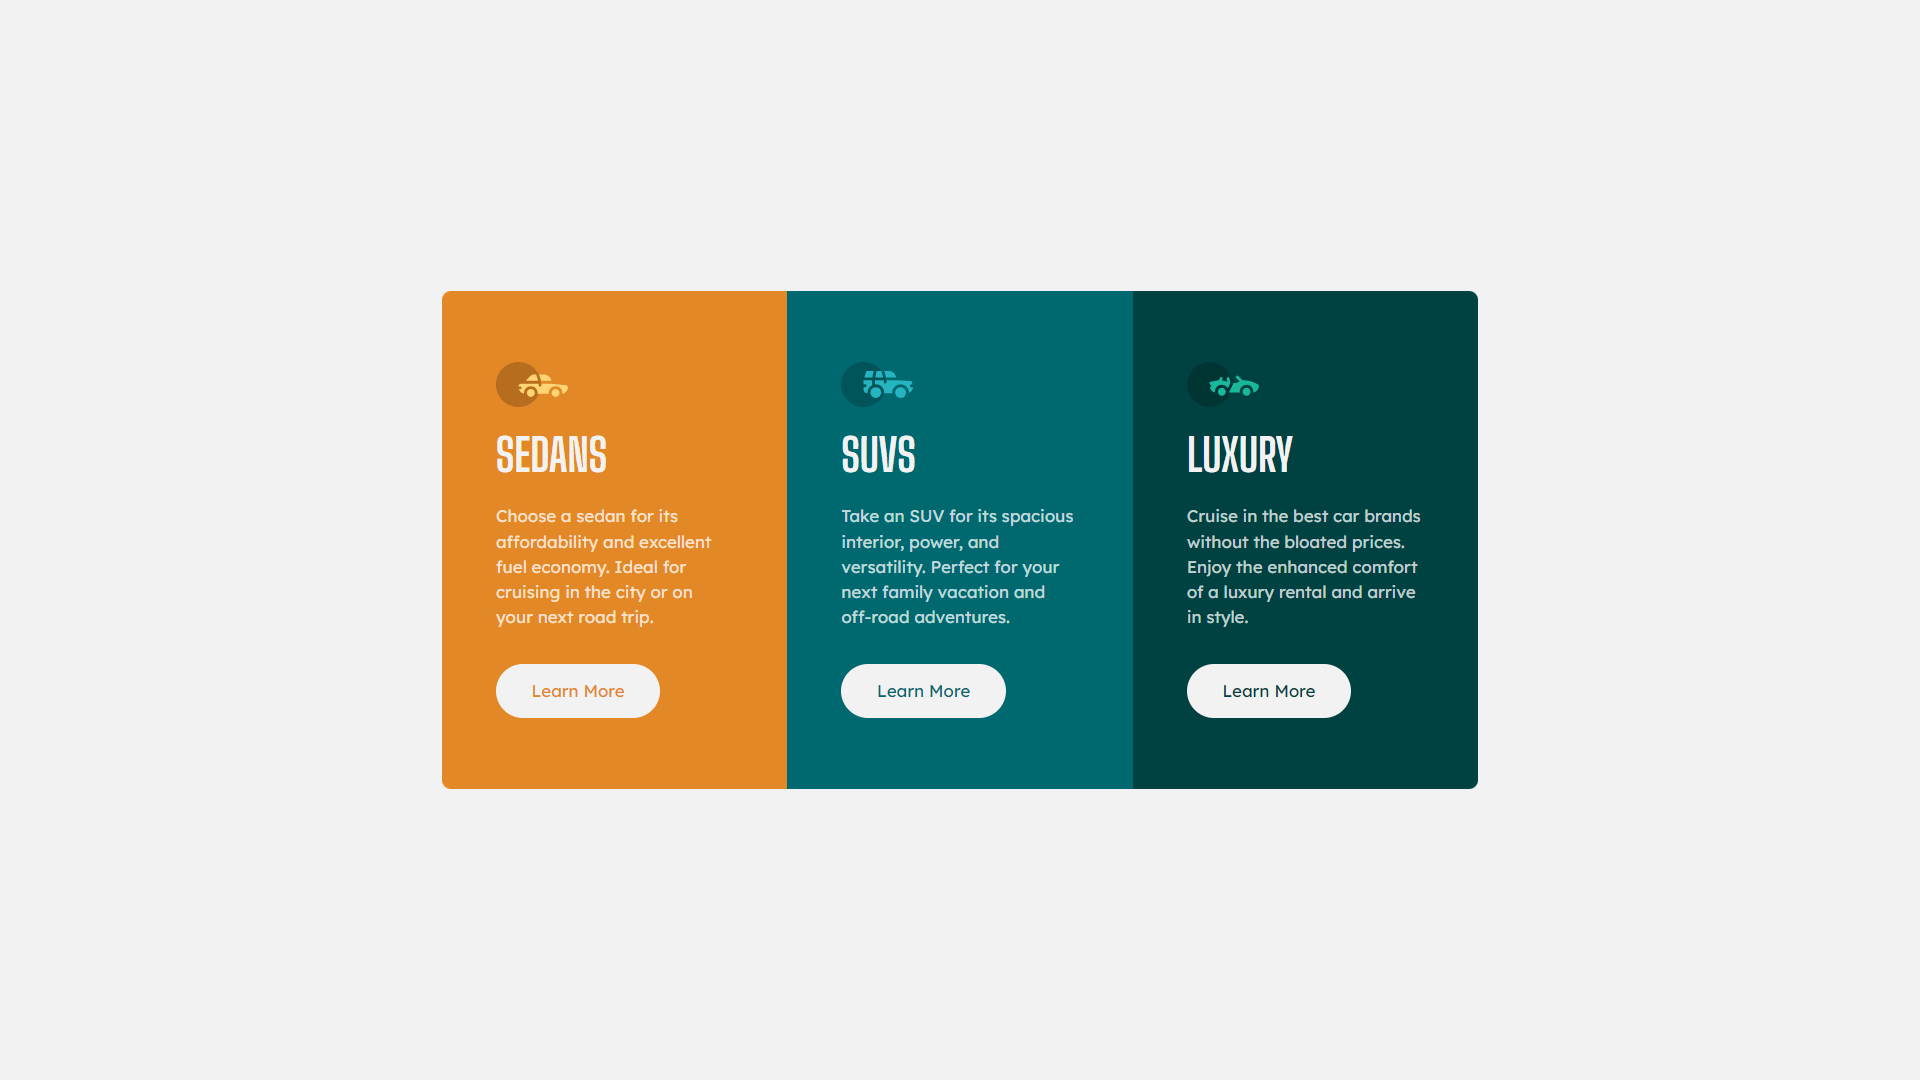 SEDANS
Choose a sedan for its
affordability and excellent
fuel economy. Ideal for
cruising in the city or on
your next road trip.
Learn More
SUVS
Take an SUV for its spacious
interior, power, and
versatility. Perfect for your
next family vacation and
off-road adventures.
Learn More
LUXURY
Cruise in the best car brands
without the bloated prices.
Enjoy the enhanced comfort
of a luxury rental and arrive
in style.
Learn More